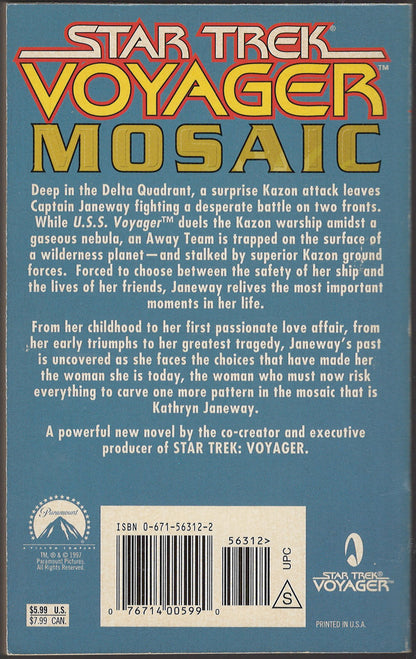 STAR TREK®
VOYAGER™
MOSAIC
Deep in the Delta Quadrant, a surprise Kazon attack leaves
Captain Janeway fighting a desperate battle on two fronts.
While U.S.S. Voyager™ duels the Kazon warship amidst a
gaseous nebula, an Away Team is trapped on the surface of
a wilderness planet—and stalked by superior Kazon ground
forces. Forced to choose between the safety of her ship and
the lives of her friends, Janeway relives the most important
moments in her life.
From her childhood to her first passionate love affair, from
her early triumphs to her greatest tragedy, Janeway's past
is uncovered as she faces the choices that have made her
the woman she is today, the woman who must now risk
everything to carve one more pattern in the mosaic that is
Kathryn Janeway.
A powerful new novel by the co-creator and executive
producer of STAR TREK: VOYAGER.
Paramount
A VIACOM COMPANY
TM, ® & © 1997
Paramount Pictures.
All Rights Reserved.
$5.99 U.S.
$7.99 CAN.
ISBN 0-671-56312-2
56312>
0 76714 00599 0
UPC
S
STAR TREK®
VOYAGER™
PRINTED IN U.S.A.